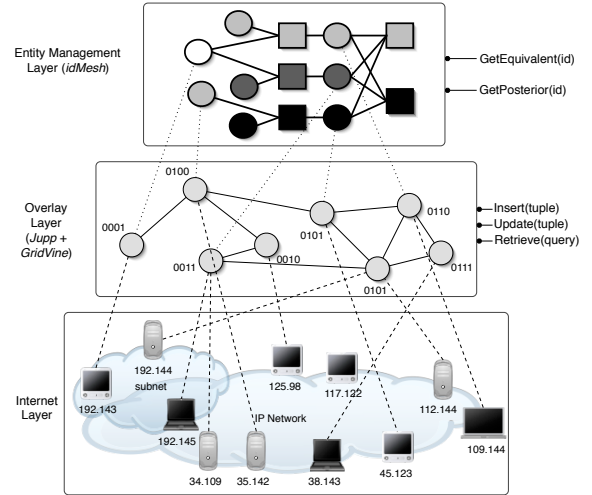 Entity Management
Layer (idMesh)
GetEquivalent(id)
GetPosterior(id)
Overlay
Layer
(Jupp +
GridVine)
0100
0001
0011
0010
0101
0110
0101
0111
Insert(tuple)
Update(tuple)
Retrieve(query)
Internet
Layer
192.144
subnet
192.143
192.145
IP Network
125.98
117.122
112.144
109.144
34.109
35.142
38.143
45.123